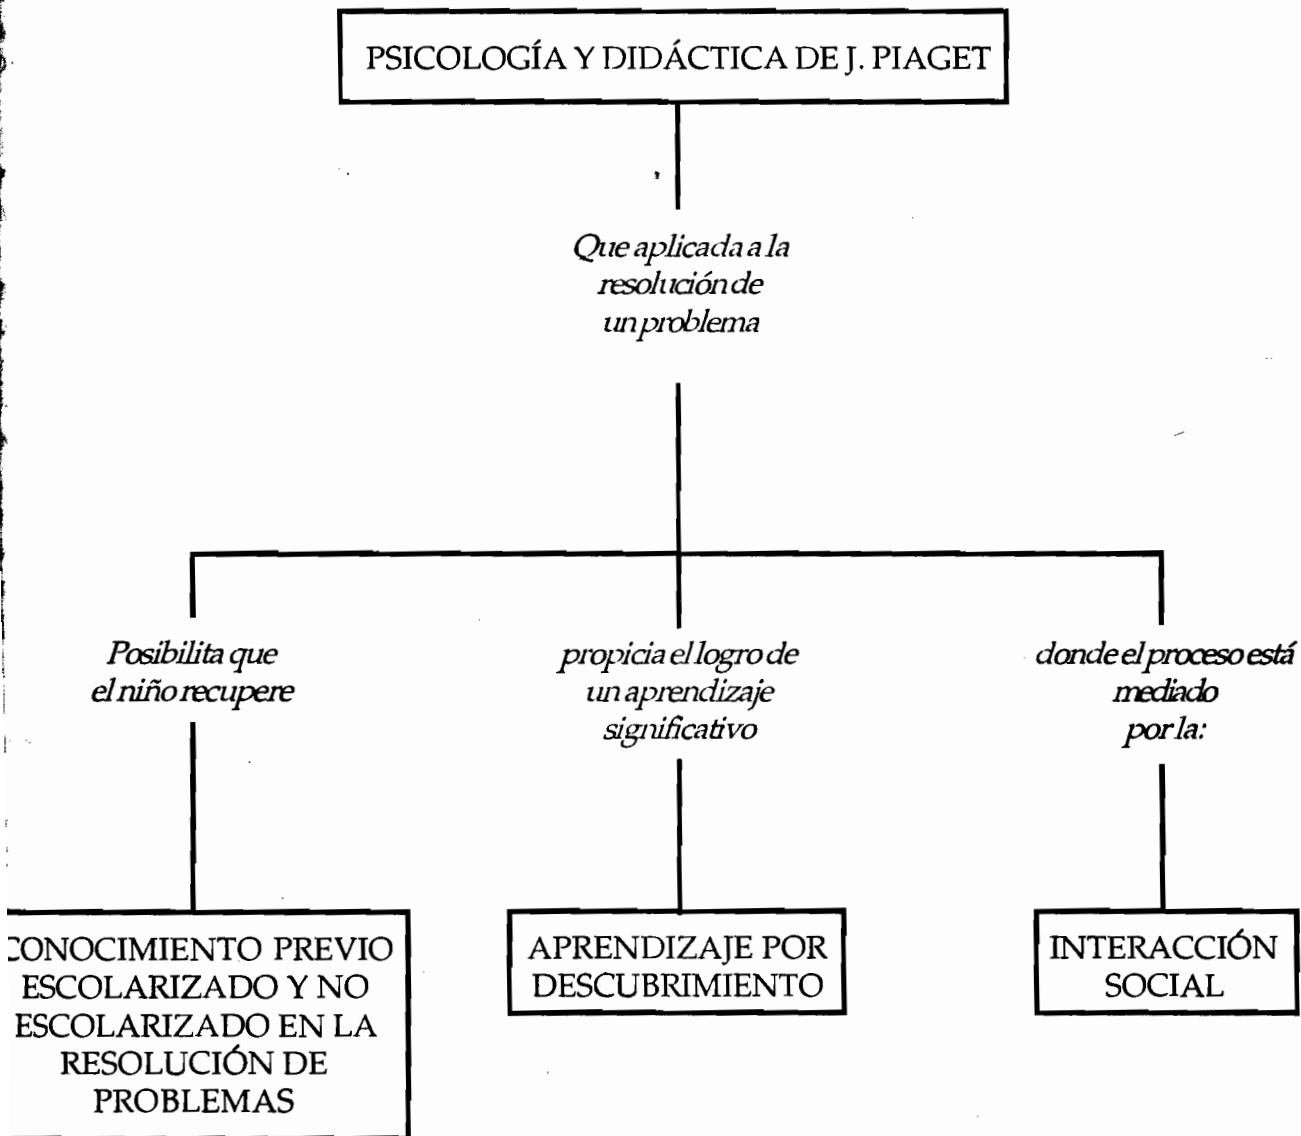 PSICOLOGÍA Y DIDÁCTICA DE J. PIAGET
Que aplicada a la
resolución de
un problema
Posibilita que
el niño recupere
propicia el logro de
un aprendizaje
significativo
donde el proceso está
mediado
por la:
CONOCIMIENTO PREVIO
ESCOLARIZADO Y NO
ESCOLARIZADO EN LA
RESOLUCIÓN DE
PROBLEMAS
APRENDIZAJE POR
DESCUBRIMIENTO
INTERACCIÓN
SOCIAL